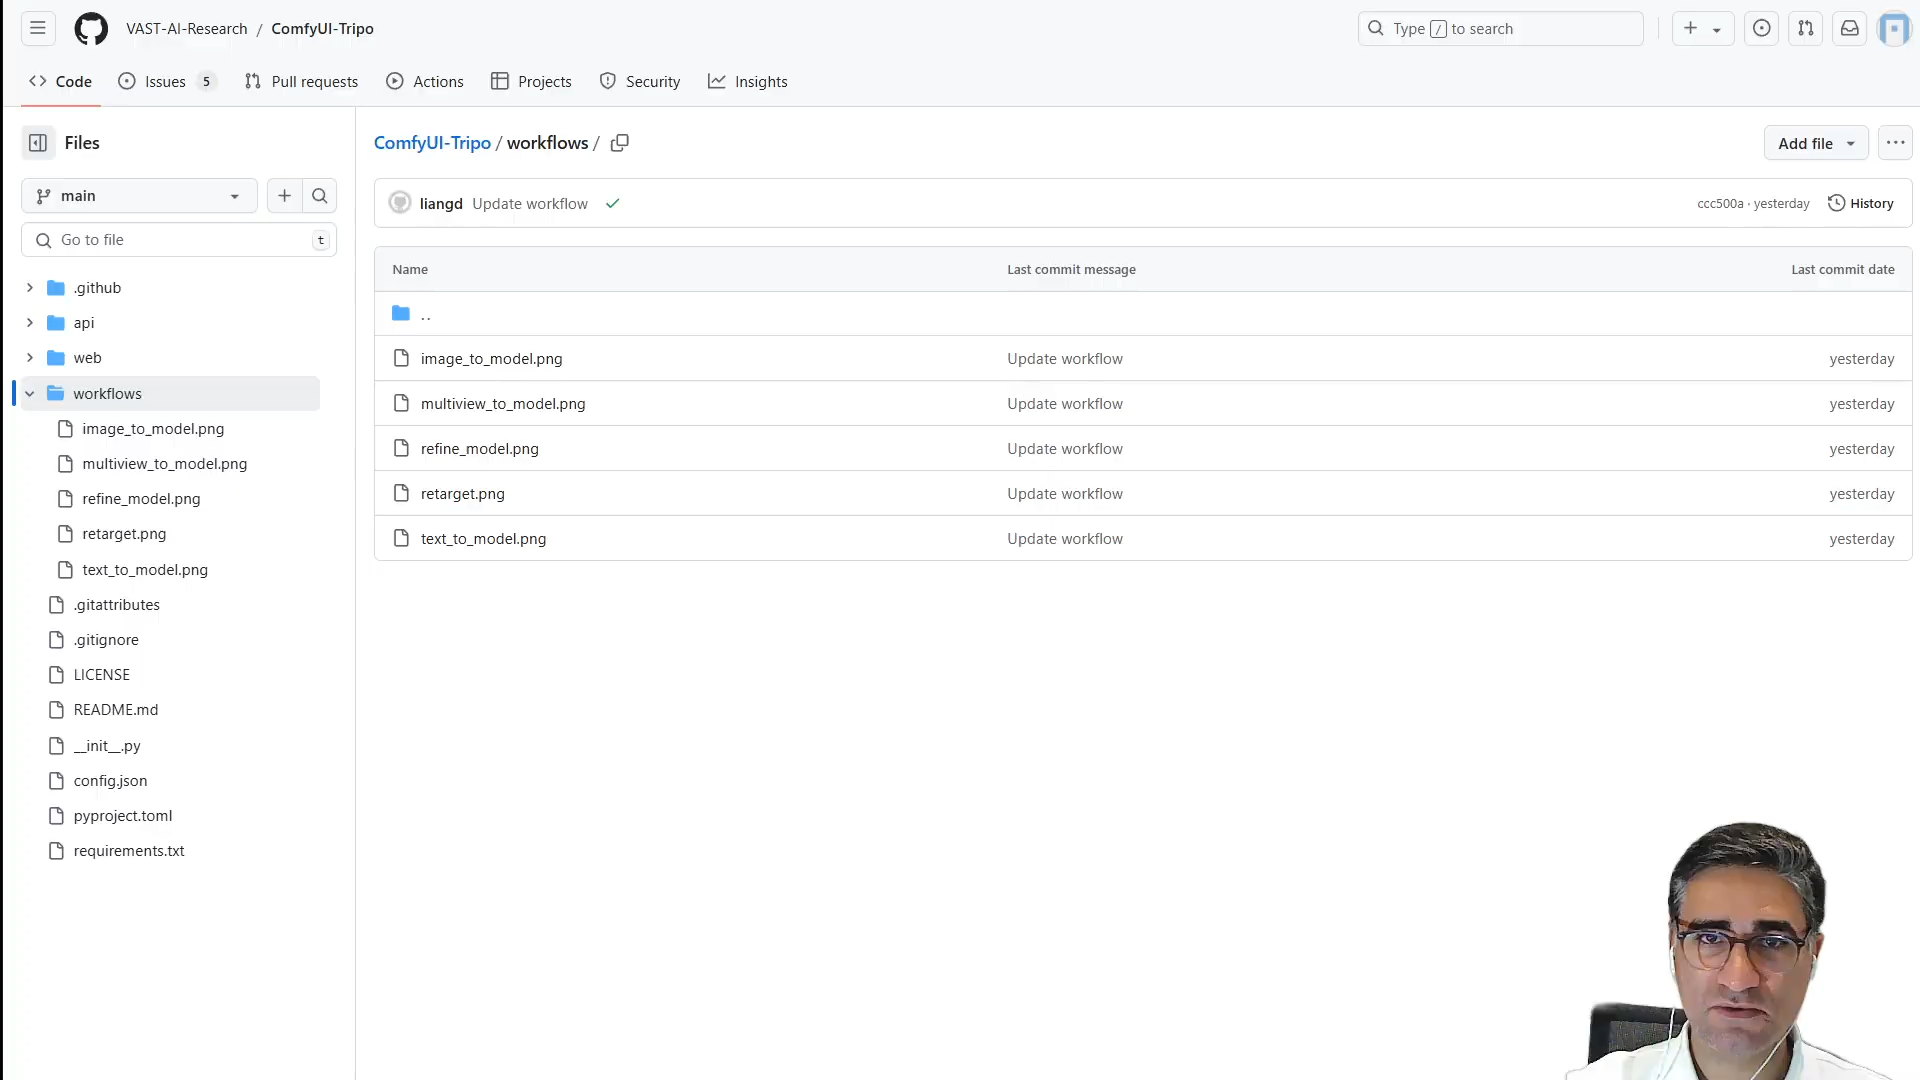 VAST-AI-Research / ComfyUI-Tripo
Type / to search
Code
Issues 5
Pull requests
Actions
Projects
Security
Insights
Files
main
Go to file
t
.github
api
web
workflows
image_to_model.png
multiview_to_model.png
refine_model.png
retarget.png
text_to_model.png
.gitattributes
.gitignore
LICENSE
README.md
__init__.py
config.json
pyproject.toml
requirements.txt
ComfyUI-Tripo / workflows /
Add file
liangd Update workflow
ccc500a · yesterday
History
Name Last commit message Last commit date
..
image_to_model.png Update workflow yesterday
multiview_to_model.png Update workflow yesterday
refine_model.png Update workflow yesterday
retarget.png Update workflow yesterday
text_to_model.png Update workflow yesterday